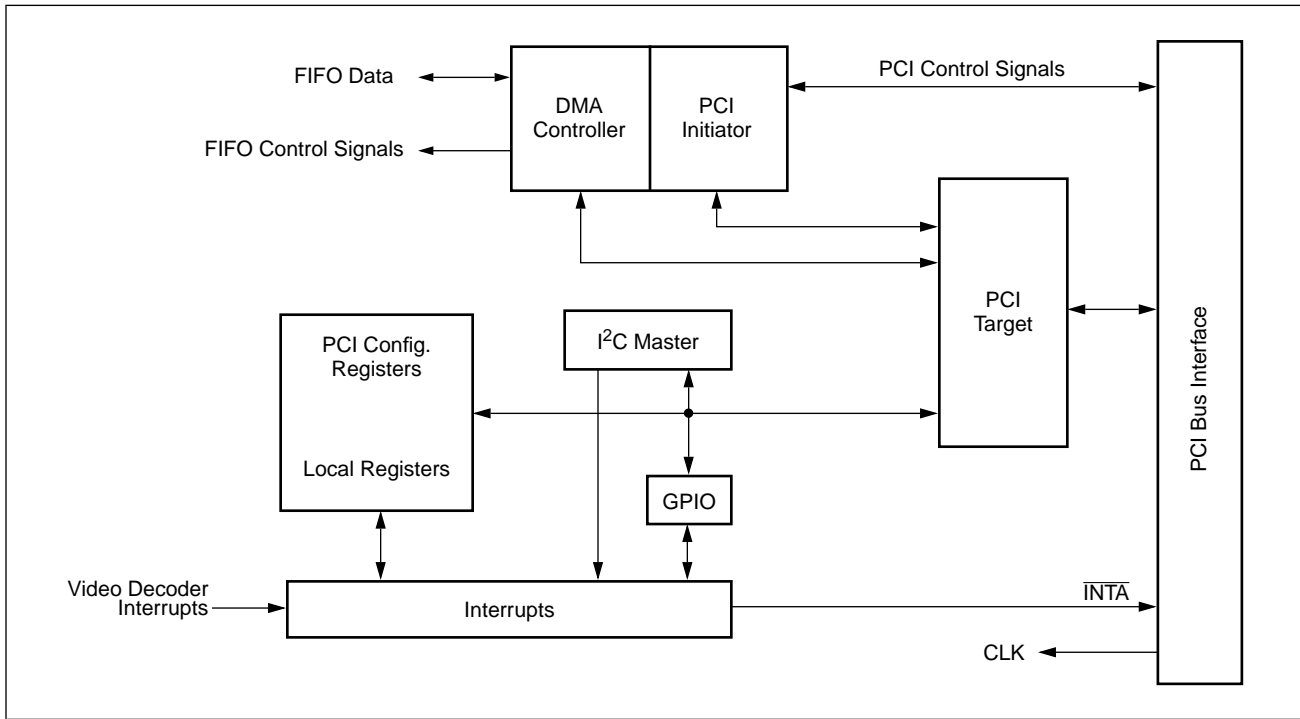 FIFO Data
FIFO Control Signals
DMA
Controller
PCI
Initiator
PCI Control Signals
PCI
Target
PCI Bus Interface
PCI Config.
Registers
Local Registers
I²C Master
GPIO
Video Decoder
Interrupts
Interrupts
INTA
CLK